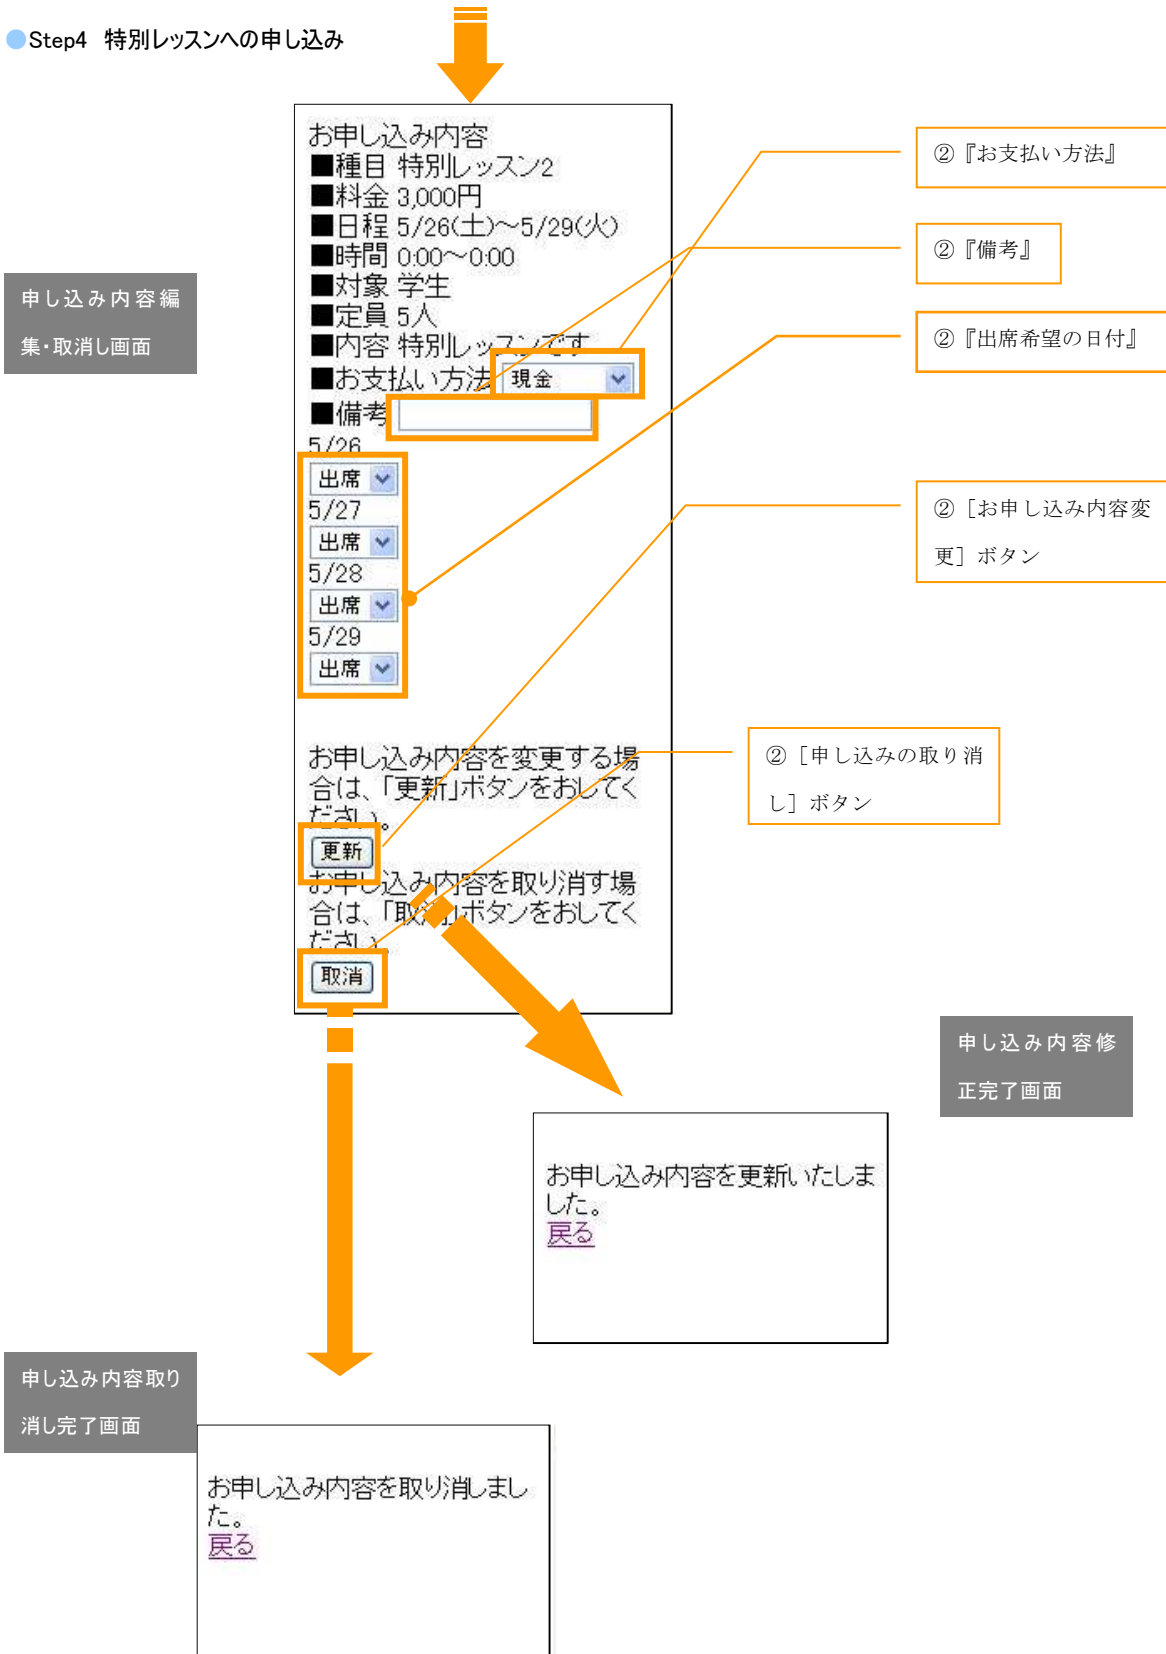 Step4 特別レッスンへの申し込み
お申し込み内容
■種目 特別レッスン2
■料金 3,000円
■日程 5/26(土)～5/29(火)
■時間 0:00～0:00
■対象 学生
■定員 5人
■内容 特別レッスンです
■お支払い方法 現金
■備考
5/26
出席
5/27
出席
5/28
出席
5/29
出席
お申し込み内容を変更する場
合は、「更新」ボタンをおしてく
ださい。
更新
お申し込み内容を取り消す場
合は、「取消」ボタンをおしてく
ださい。
取消
申し込み内容編
集・取消し画面
②『お支払い方法』
②『備考』
②『出席希望の日付』
②［お申し込み内容変
更］ボタン
②［申し込みの取り消
し］ボタン
申し込み内容修
正完了画面
お申し込み内容を更新いたしま
した。
戻る
申し込み内容取り
消し完了画面
お申し込み内容を取り消しまし
た。
戻る